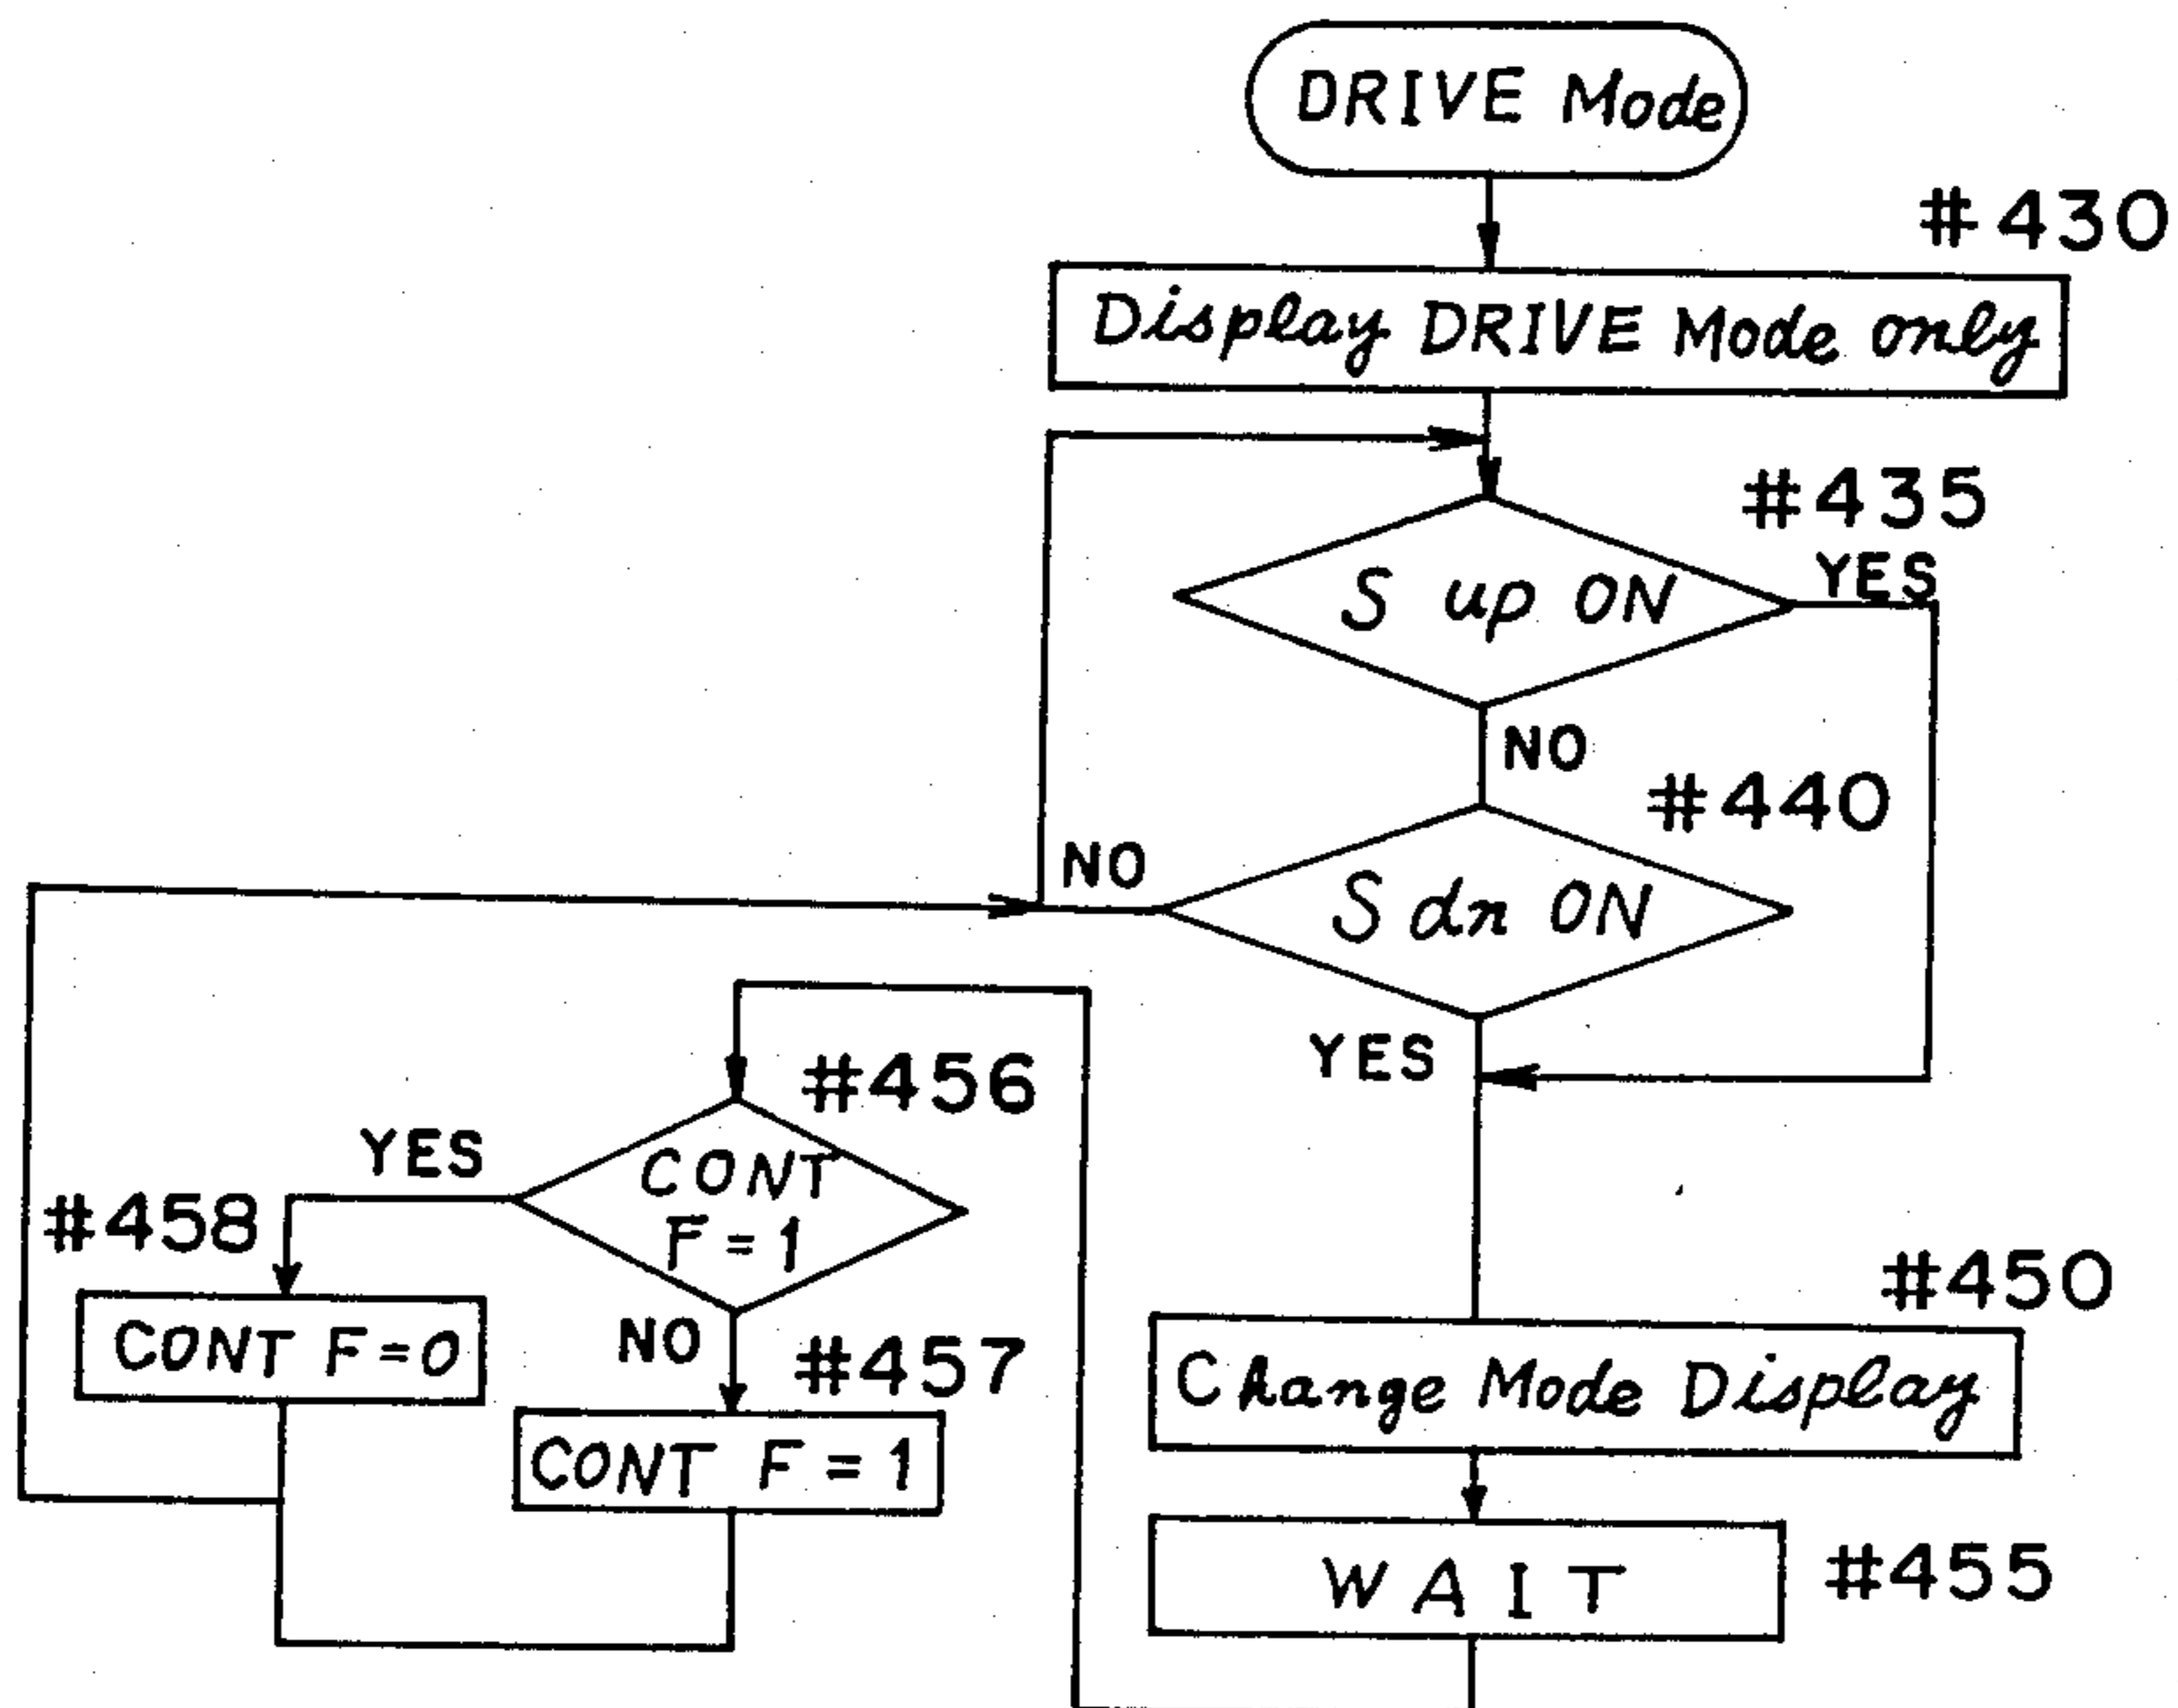 DRIVE Mode
#430
Display DRIVE Mode only
#435
YES
S up ON
NO
#440
NO
S dn ON
YES
#456
YES
CONT
F=1
#458
#450
CONT F=0
NO
#457
Change Mode Display
CONT F=1
WAIT
#455